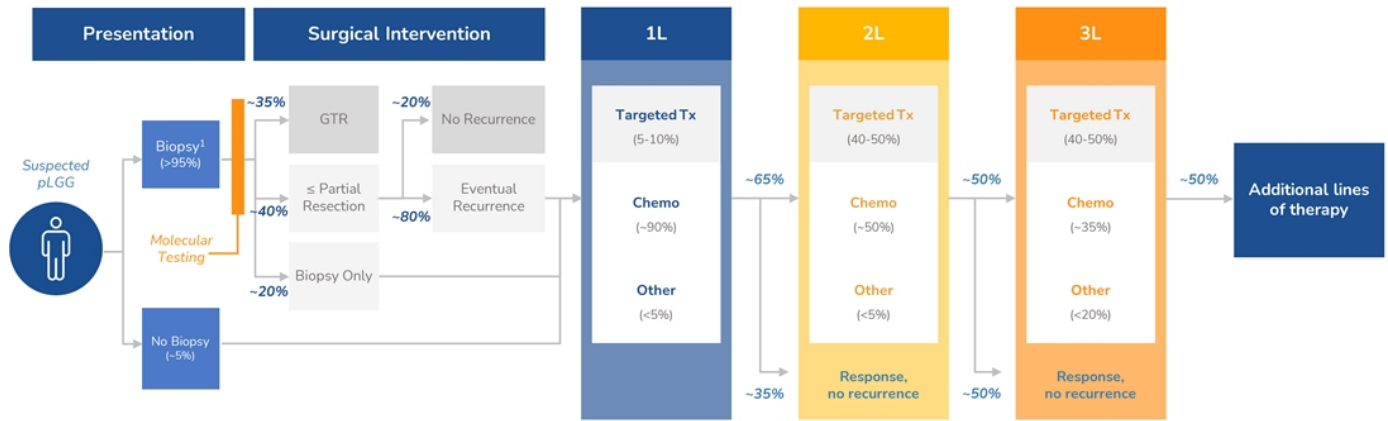 Presentation
Surgical Intervention
1L
2L
3L
Suspected
pLGG
Biopsy1
(>95%)
Molecular
Testing
No Biopsy
(~5%)
~35%
GTR
~40%
≤ Partial
Resection
~20%
Biopsy Only
~20%
No Recurrence
~80%
Eventual
Recurrence
Targeted Tx
(5-10%)
Chemo
(~90%)
Other
(<5%)
~65%
~35%
Targeted Tx
(40-50%)
Chemo
(~50%)
Other
(<5%)
Response,
no recurrence
~50%
~50%
Targeted Tx
(40-50%)
Chemo
(~35%)
Other
(<20%)
Response,
no recurrence
~50%
Additional lines
of therapy